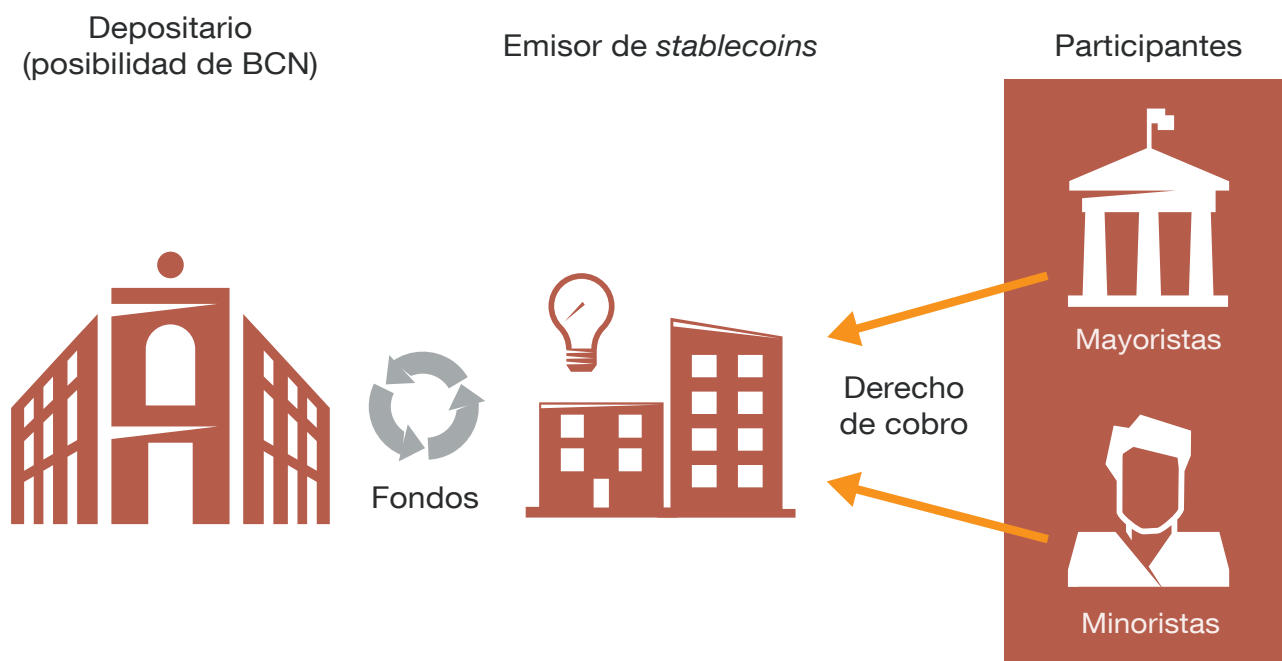 Depositario
(posibilidad de BCN)
Emisor de stablecoins
Participantes
Mayoristas
Derecho
de cobro
Fondos
Minoristas